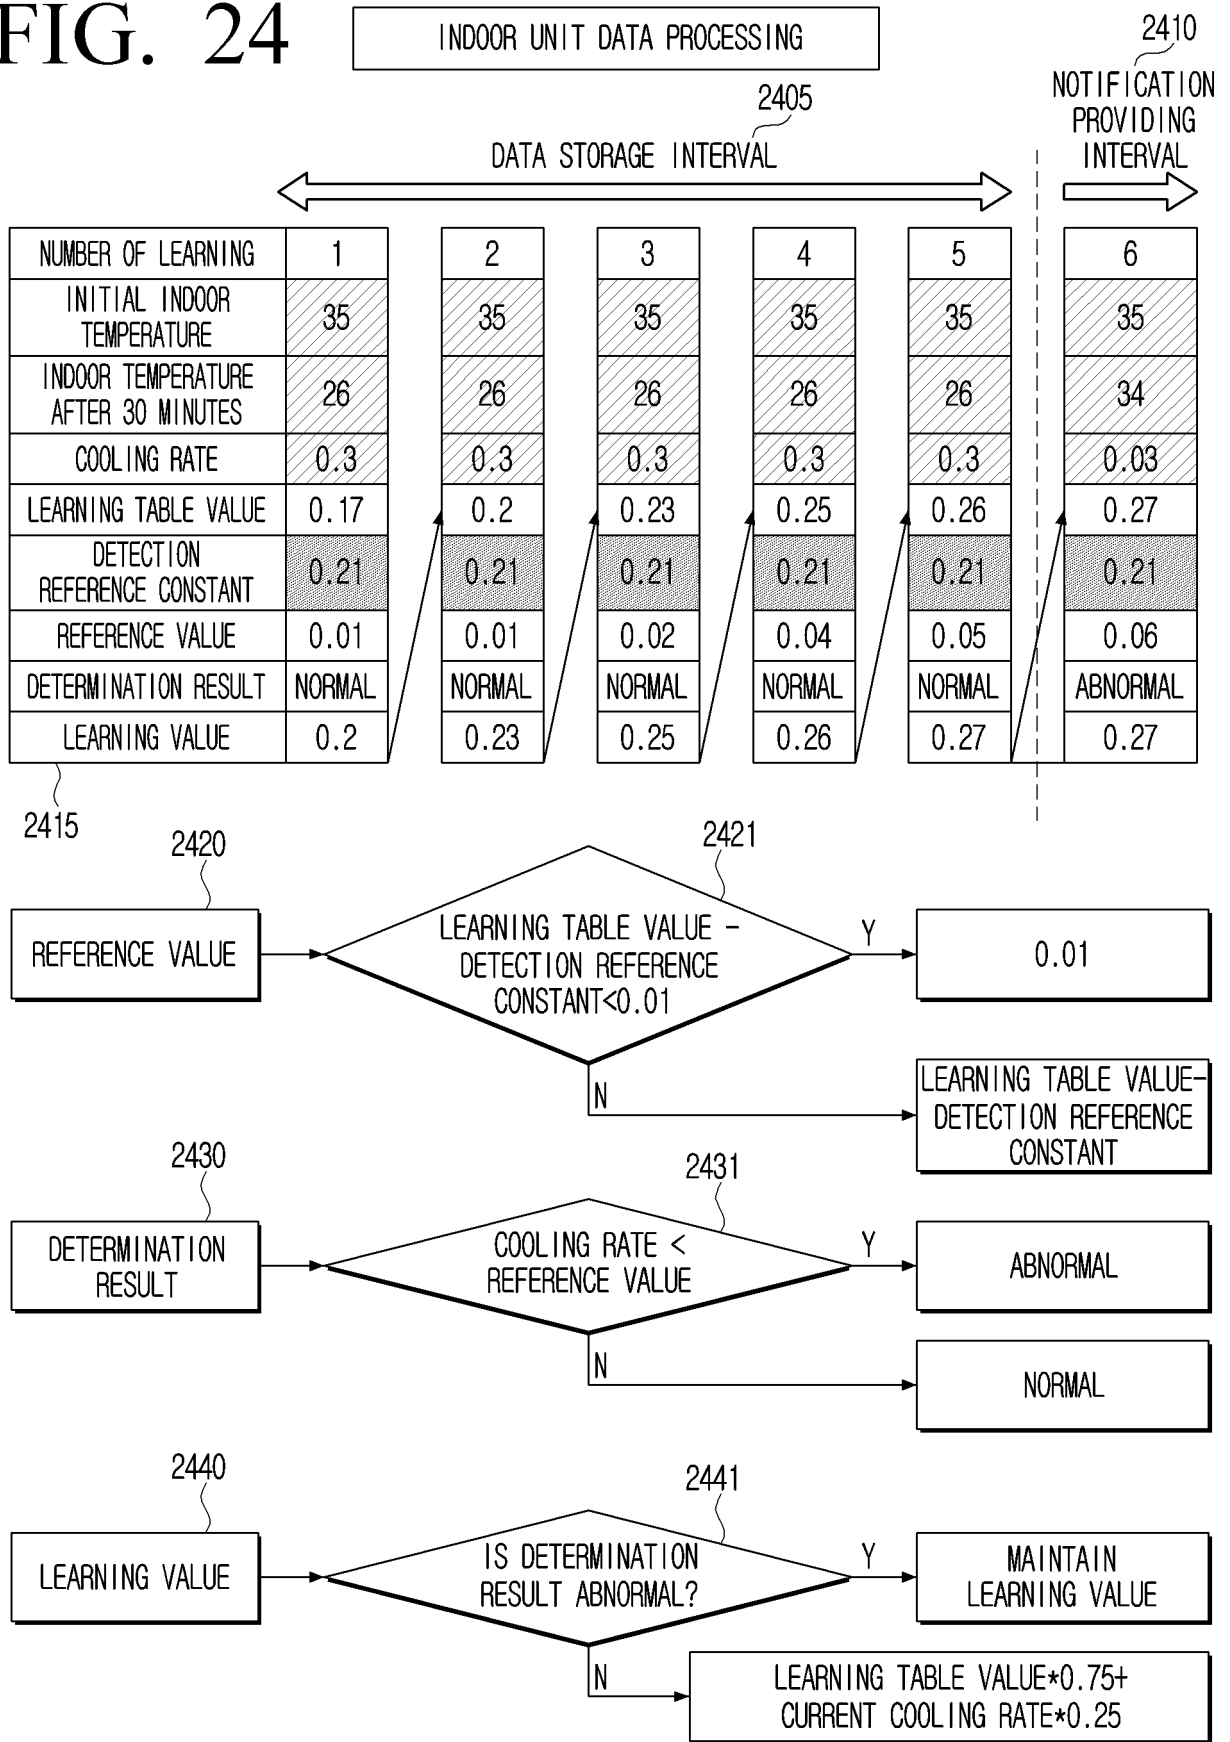 FIG. 24
INDOOR UNIT DATA PROCESSING
2410
NOTIFICATION
PROVIDING
INTERVAL
2405
DATA STORAGE INTERVAL
NUMBER OF LEARNING 1 2 3 4 5 6
INITIAL INDOOR
TEMPERATURE 35 35 35 35 35 35
INDOOR TEMPERATURE
AFTER 30 MINUTES 26 26 26 26 26 34
COOLING RATE 0.3 0.3 0.3 0.3 0.3 0.03
LEARNING TABLE VALUE 0.17 0.2 0.23 0.25 0.26 0.27
DETECTION
REFERENCE CONSTANT 0.21 0.21 0.21 0.21 0.21 0.21
REFERENCE VALUE 0.01 0.01 0.02 0.04 0.05 0.06
DETERMINATION RESULT NORMAL NORMAL NORMAL NORMAL NORMAL ABNORMAL
LEARNING VALUE 0.2 0.23 0.25 0.26 0.27 0.27
2415
2420
2421
REFERENCE VALUE
LEARNING TABLE VALUE -
DETECTION REFERENCE
CONSTANT<0.01
Y
0.01
N
LEARNING TABLE VALUE-
DETECTION REFERENCE
CONSTANT
2430
2431
DETERMINATION
RESULT
COOLING RATE <
REFERENCE VALUE
Y
ABNORMAL
N
NORMAL
2440
2441
LEARNING VALUE
IS DETERMINATION
RESULT ABNORMAL?
Y
MAINTAIN
LEARNING VALUE
N
LEARNING TABLE VALUE*0.75+
CURRENT COOLING RATE*0.25